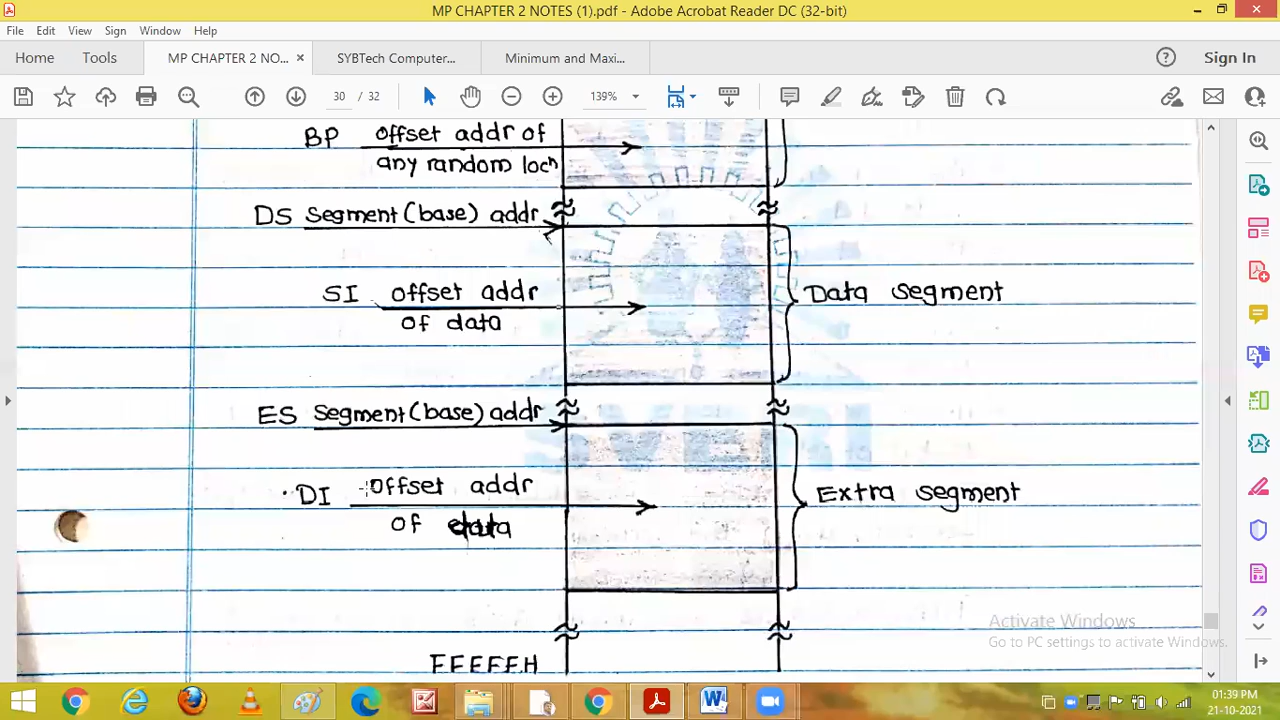 MP CHAPTER 2 NOTES (1).pdf - Adobe Acrobat Reader DC (32-bit)
File Edit View Sign Window Help
Home Tools MP CHAPTER 2 NO... × SYBTech Computer... Minimum and Maxi... Sign In
30 / 32 139%
BP offset addr of
any random locn
DS segment (base) addr
SI offset addr
of data
Data segment
ES segment (base) addr
DI offset addr
of data
Extra segment
FFFFFH
Activate Windows
Go to PC settings to activate Windows.
01:39 PM
21-10-2021